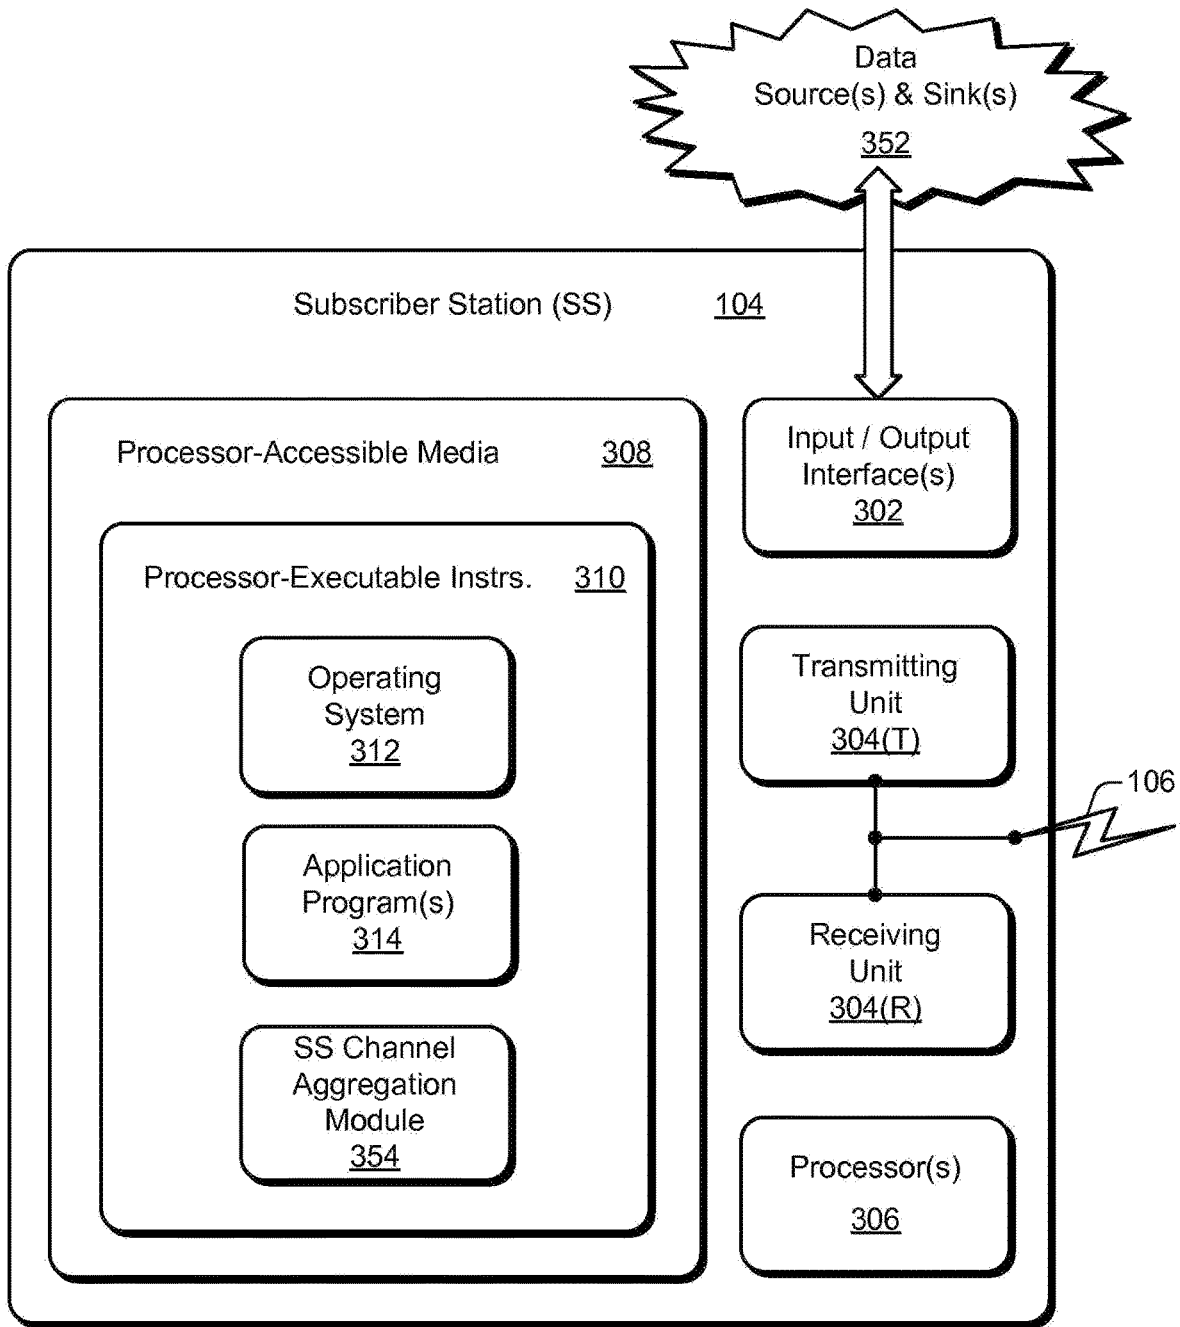 Data
Source(s) & Sink(s)
352
Subscriber Station (SS) 104
Processor-Accessible Media 308
Processor-Executable Instrs. 310
Operating
System
312
Application
Program(s)
314
SS Channel
Aggregation
Module
354
Input / Output
Interface(s)
302
Transmitting
Unit
304(T)
106
Receiving
Unit
304(R)
Processor(s)
306